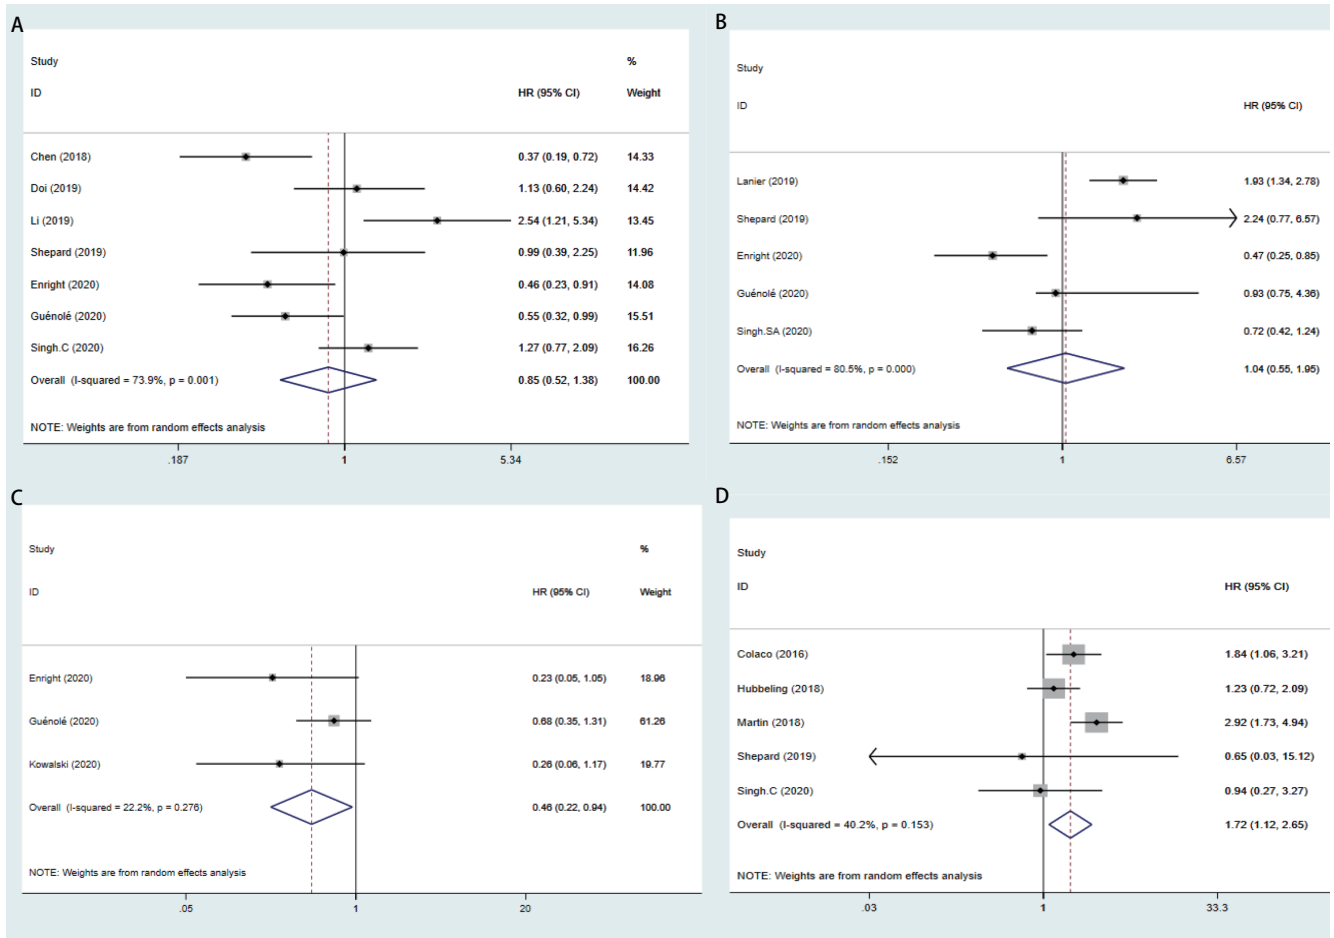 A
Study %
ID HR (95% CI) Weight
Chen (2018) 0.37 (0.19, 0.72) 14.33
Doi (2019) 1.13 (0.60, 2.24) 14.42
Li (2019) 2.54 (1.21, 5.34) 13.45
Shepard (2019) 0.99 (0.39, 2.25) 11.96
Enright (2020) 0.46 (0.23, 0.91) 14.08
Guénolé (2020) 0.55 (0.32, 0.99) 15.51
Singh.C (2020) 1.27 (0.77, 2.09) 16.26
Overall (I-squared = 73.9%, p = 0.001) 0.85 (0.52, 1.38) 100.00
NOTE: Weights are from random effects analysis
.187 1 5.34
B
Study
ID HR (95% CI)
Lanier (2019) 1.93 (1.34, 2.78)
Shepard (2019) 2.24 (0.77, 6.57)
Enright (2020) 0.47 (0.25, 0.85)
Guénolé (2020) 0.93 (0.75, 4.36)
Singh.SA (2020) 0.72 (0.42, 1.24)
Overall (I-squared = 80.5%, p = 0.000) 1.04 (0.55, 1.95)
NOTE: Weights are from random effects analysis
.152 1 6.57
C
Study %
ID HR (95% CI) Weight
Enright (2020) 0.23 (0.05, 1.05) 18.96
Guénolé (2020) 0.68 (0.35, 1.31) 61.26
Kowalski (2020) 0.26 (0.06, 1.17) 19.77
Overall (I-squared = 22.2%, p = 0.276) 0.46 (0.22, 0.94) 100.00
NOTE: Weights are from random effects analysis
.05 1 20
D
Study
ID HR (95% CI)
Colaco (2016) 1.84 (1.06, 3.21)
Hubbeling (2018) 1.23 (0.72, 2.09)
Martin (2018) 2.92 (1.73, 4.94)
Shepard (2019) 0.65 (0.03, 15.12)
Singh.C (2020) 0.94 (0.27, 3.27)
Overall (I-squared = 40.2%, p = 0.153) 1.72 (1.12, 2.65)
NOTE: Weights are from random effects analysis
.03 1 33.3